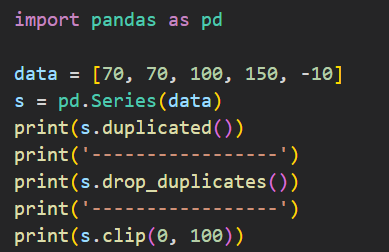 import pandas as pd
data = [70, 70, 100, 150, -10]
s = pd.Series(data)
print(s.duplicated())
print('-----------------')
print(s.drop_duplicates())
print('-----------------')
print(s.clip(0, 100))